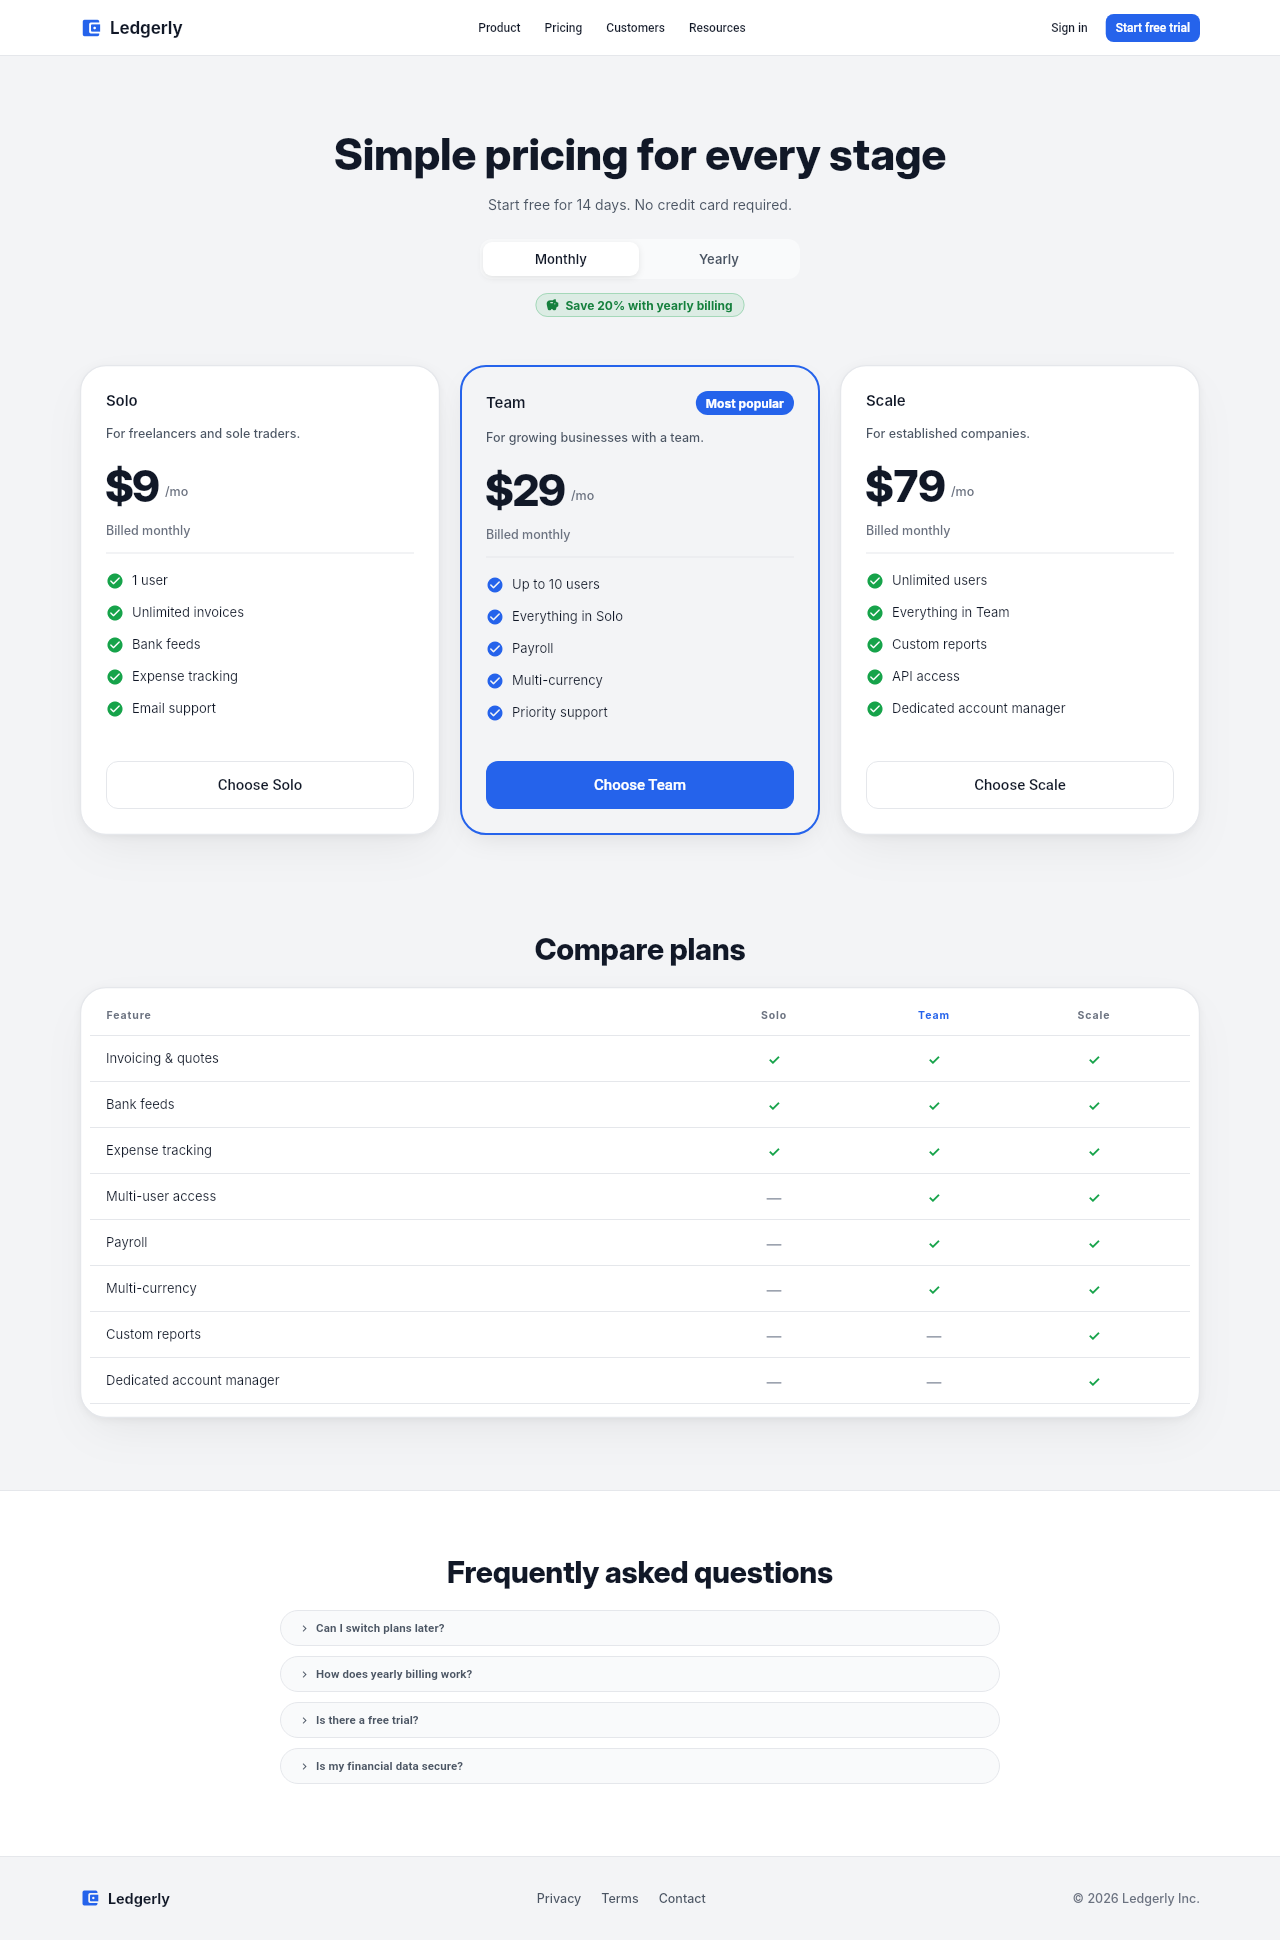 Ledgerly
Product Pricing Customers Resources
Sign in Start free trial
Simple pricing for every stage
Start free for 14 days. No credit card required.
Monthly Yearly
Save 20% with yearly billing
Solo
For freelancers and sole traders.
$9 /mo
Billed monthly
1 user
Unlimited invoices
Bank feeds
Expense tracking
Email support
Choose Solo
Team Most popular
For growing businesses with a team.
$29 /mo
Billed monthly
Up to 10 users
Everything in Solo
Payroll
Multi-currency
Priority support
Choose Team
Scale
For established companies.
$79 /mo
Billed monthly
Unlimited users
Everything in Team
Custom reports
API access
Dedicated account manager
Choose Scale
Compare plans
Feature Solo Team Scale
Invoicing & quotes ✓ ✓ ✓
Bank feeds ✓ ✓ ✓
Expense tracking ✓ ✓ ✓
Multi-user access — ✓ ✓
Payroll — ✓ ✓
Multi-currency — ✓ ✓
Custom reports — — ✓
Dedicated account manager — — ✓
Frequently asked questions
Can I switch plans later?
How does yearly billing work?
Is there a free trial?
Is my financial data secure?
Ledgerly
Privacy Terms Contact
© 2026 Ledgerly Inc.